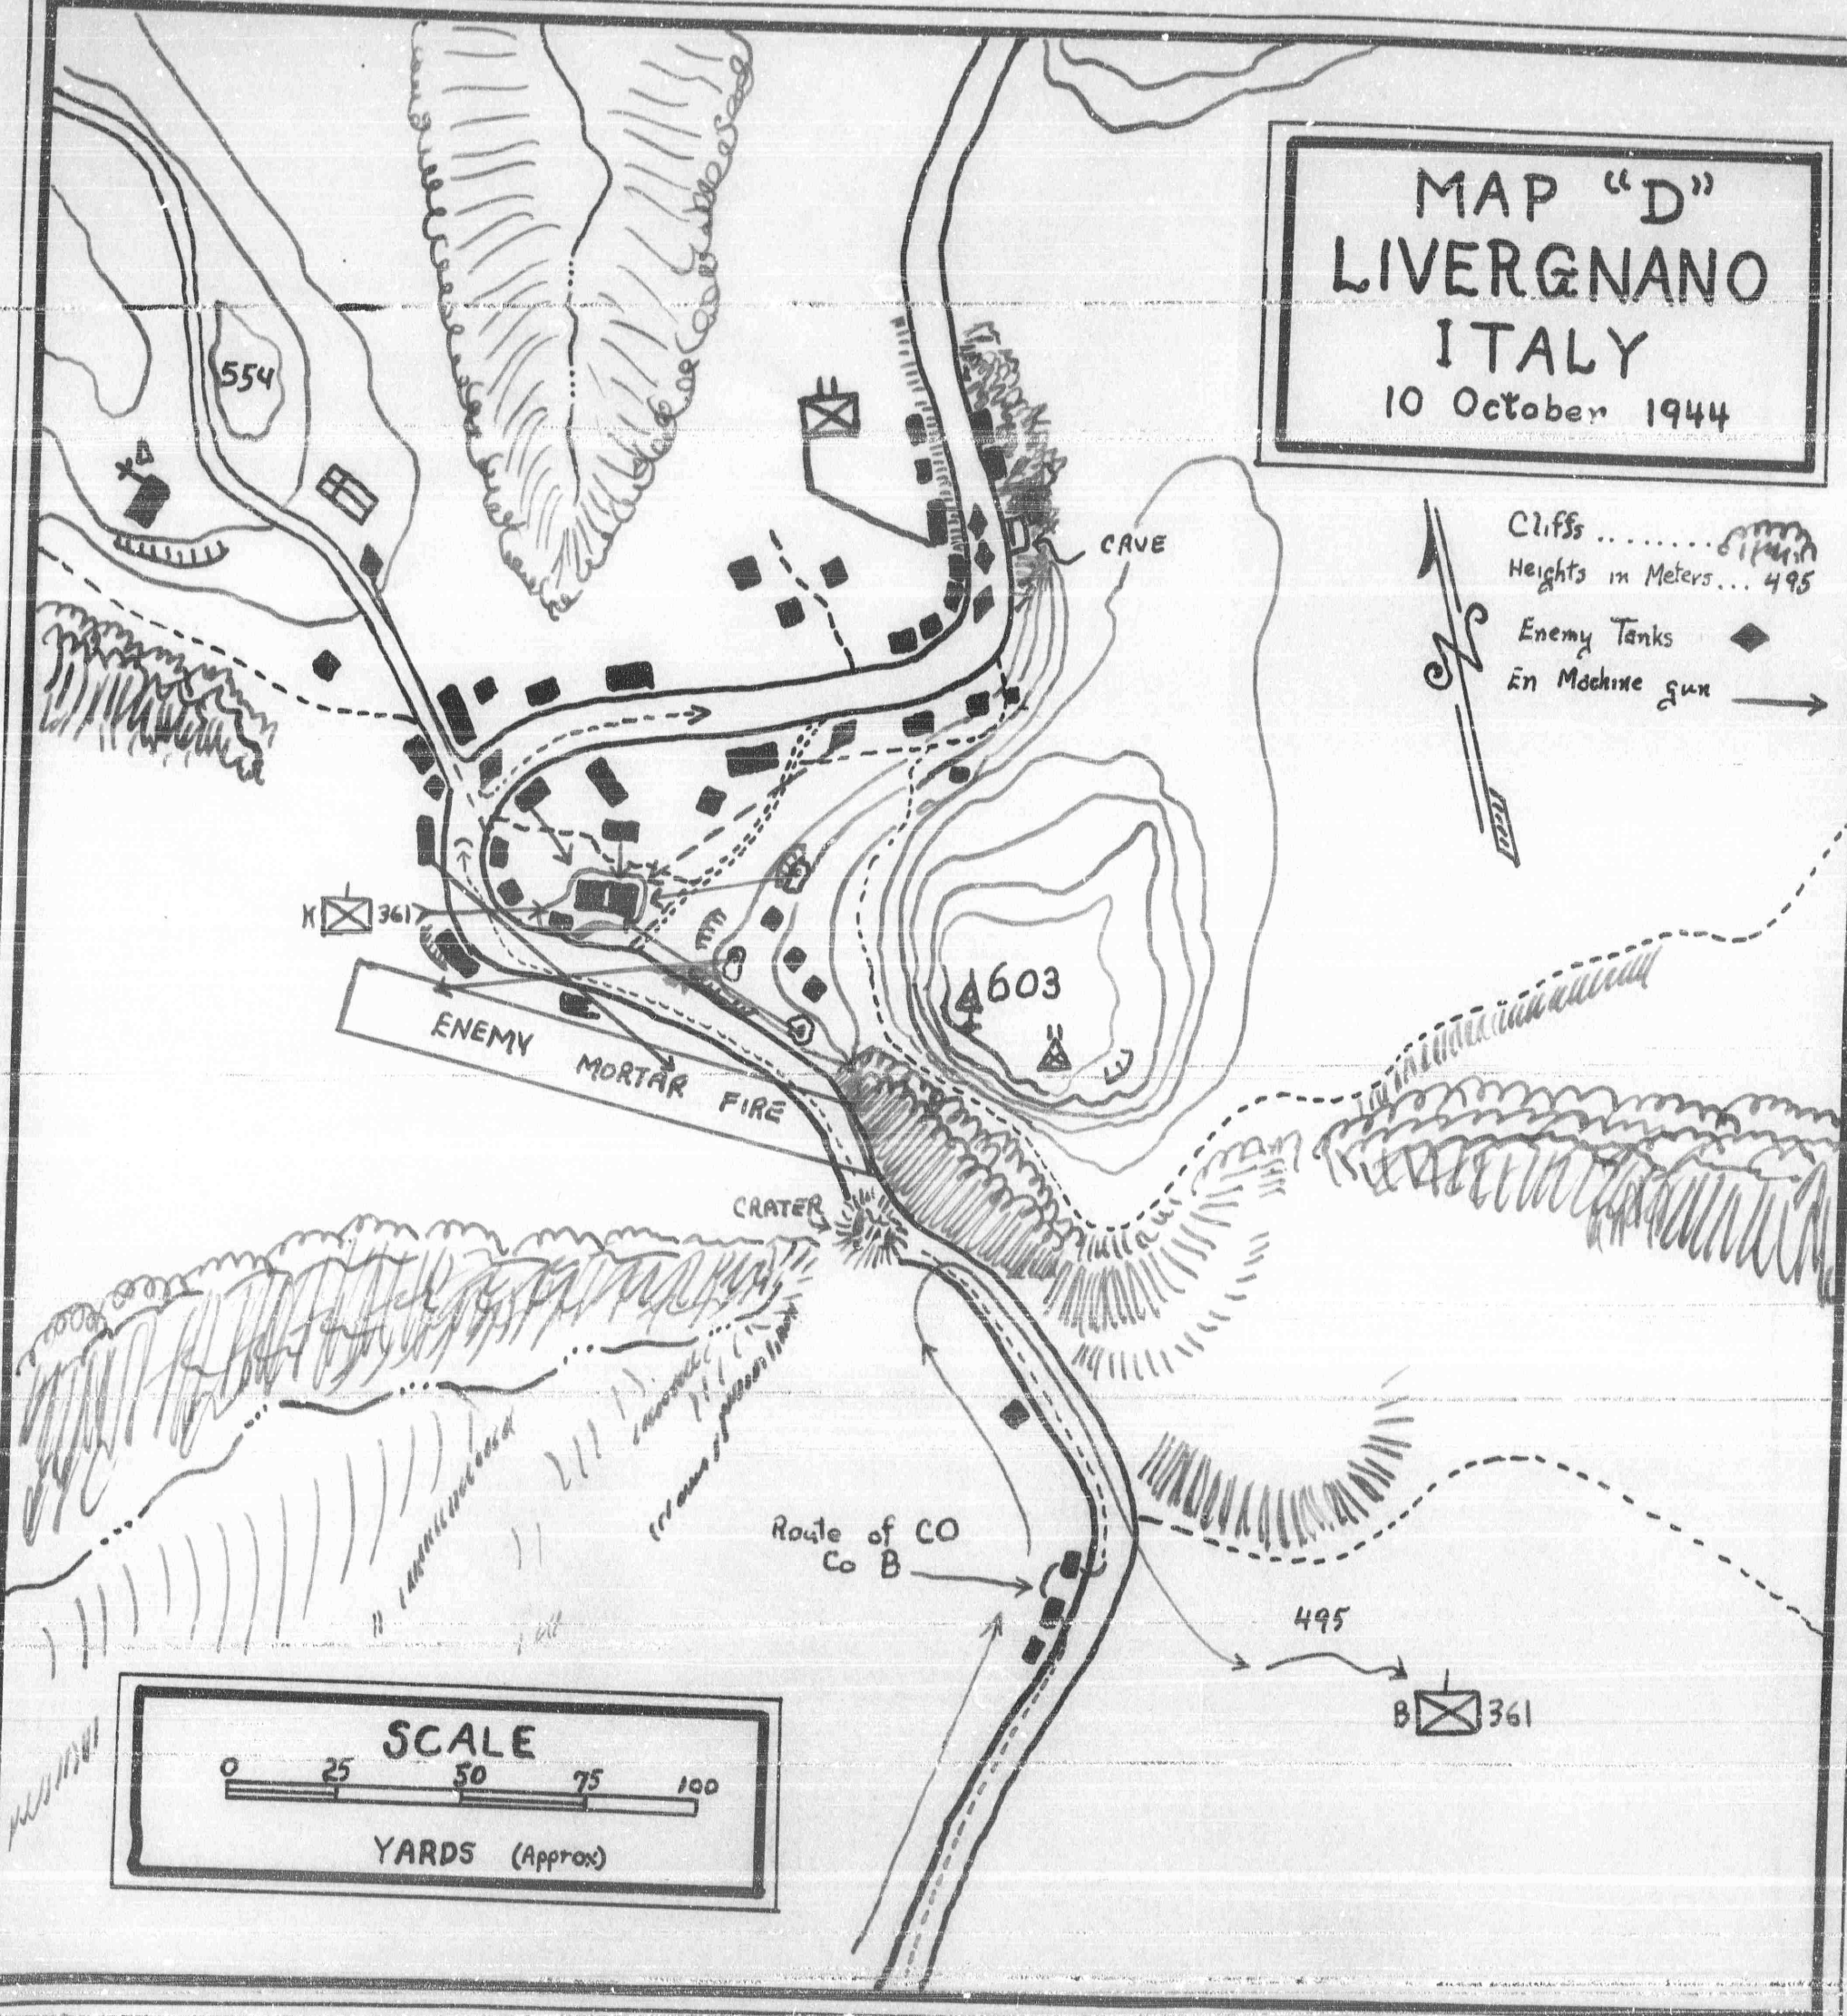 MAP "D"
LIVERGNANO
ITALY
10 October 1944
Cliffs ........
Heights in Meters... 495
Enemy Tanks
En Machine gun
N
554
CAVE
K 361
603
ENEMY MORTAR FIRE
CRATER
Route of CO
Co B
495
B 361
SCALE
0 25 50 75 100
YARDS (Approx)